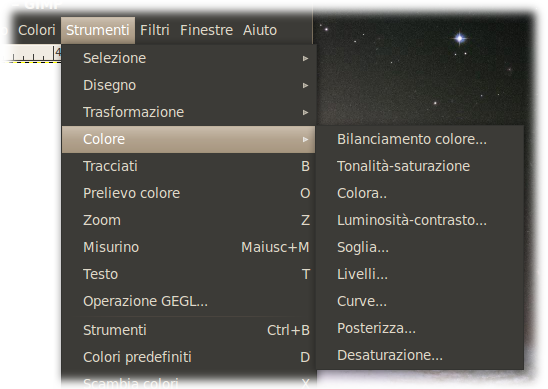 Colori Strumenti Filtri Finestre Aiuto
4
Selezione
Disegno
Trasformazione
Colore
Tracciati B
Prelievo colore O
Zoom Z
Misurino Maiusc+M
Testo T
Operazione GEGL...
Strumenti Ctrl+B
Colori predefiniti D
Scambia colori X
Bilanciamento colore...
Tonalità-saturazione
Colora..
Luminosità-contrasto...
Soglia...
Livelli...
Curve...
Posterizza...
Desaturazione...